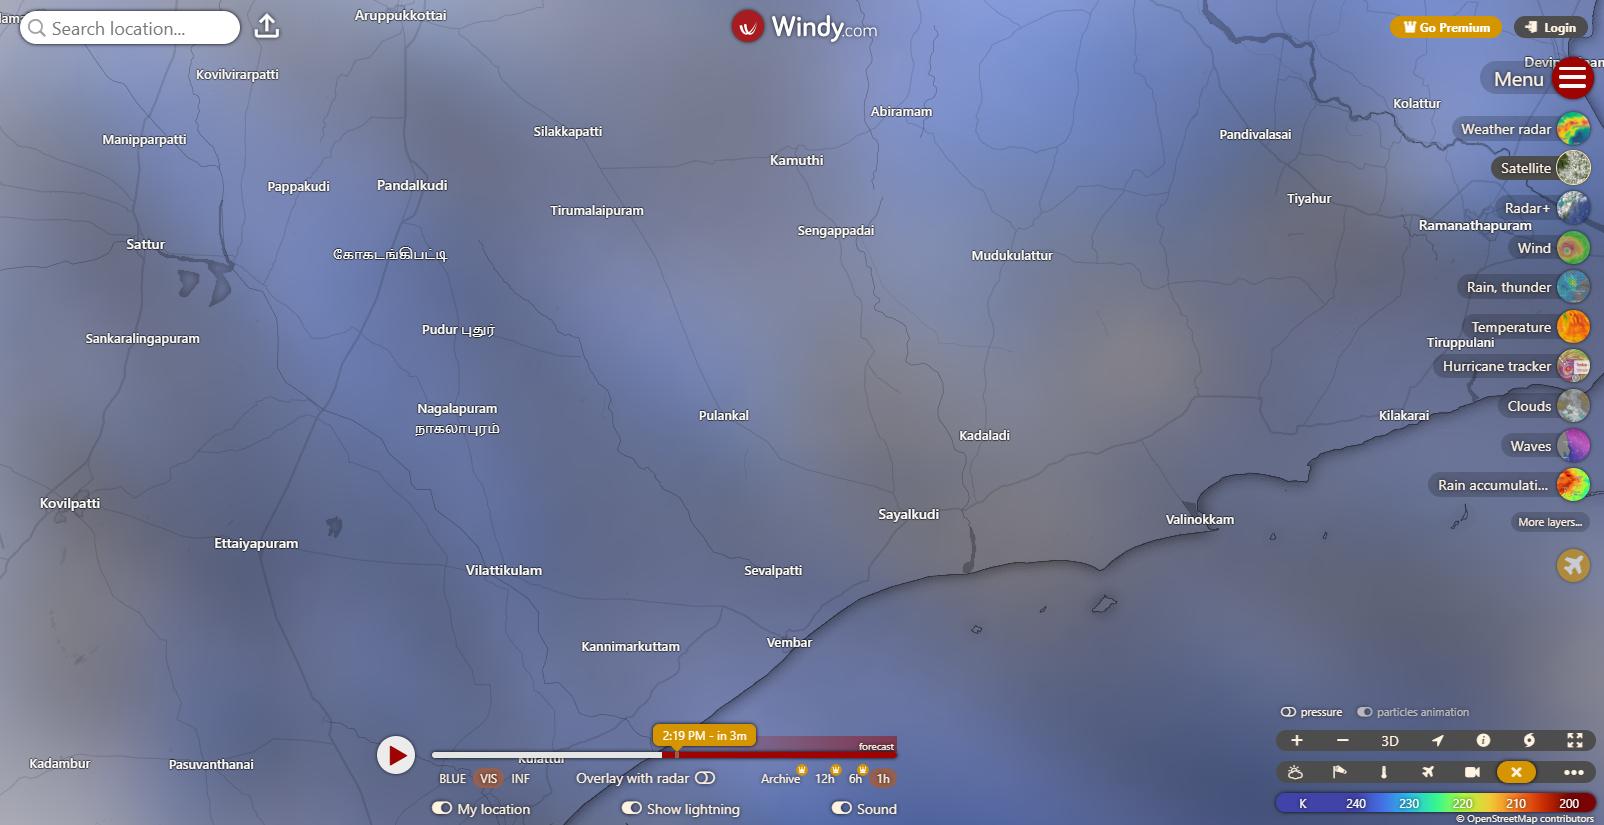 Aruppukkottai
Search location...
Windy.com
Go Premium
Login
Kovilvirarpatti
Menu
Kolattur
Abiramam
Manipparpatti
Silakkapatti
Pandivalasai
Weather radar
Kamuthi
Satellite
Pappakudi
Pandalkudi
Tiyahur
Radar+
Tirumalaipuram
Sengappadai
Ramanathapuram
Sattur
Wind
கோகடங்கிபட்டி
Mudukulattur
Rain, thunder
Pudur புதுர்
Temperature
Sankaralingapuram
Tiruppulani
Hurricane tracker
Nagalapuram
நாகலாபுரம்
Pulankal
Clouds
Kilakarai
Kadaladi
Waves
Rain accumulati...
Kovilpatti
Sayalkudi
Valinokkam
More layers...
Ettaiyapuram
Vilattikulam
Sevalpatti
Kannimarkuttam
Vembar
pressure
particles animation
2:19 PM - in 3m
forecast
3D
Kadambur
Pasuvanthanai
BLUE VIS INF
Overlay with radar
Archive 12h 6h 1h
My location
Show lightning
Sound
K 240 230 220 210 200
© OpenStreetMap contributors